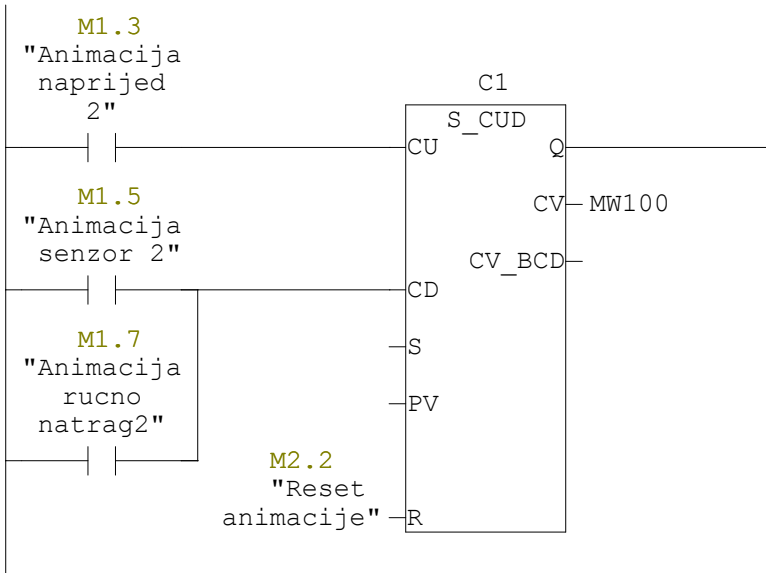 M1.3
"Animacija
naprijed
2"
C1
S_CUD
CU
Q
M1.5
"Animacija
senzor 2"
CV
MW100
CV_BCD
CD
M1.7
"Animacija
rucno
natrag2"
S
PV
M2.2
"Reset
animacije"
R